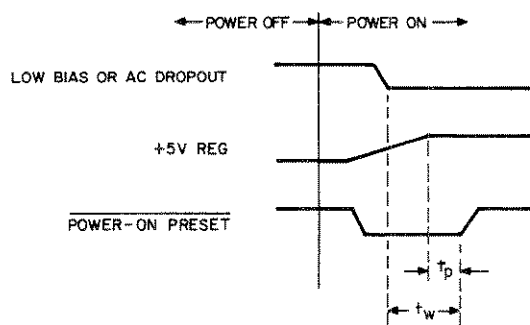 POWER OFF POWER ON
LOW BIAS OR AC DROPOUT
+5V REG
POWER-ON PRESET
tp
tw